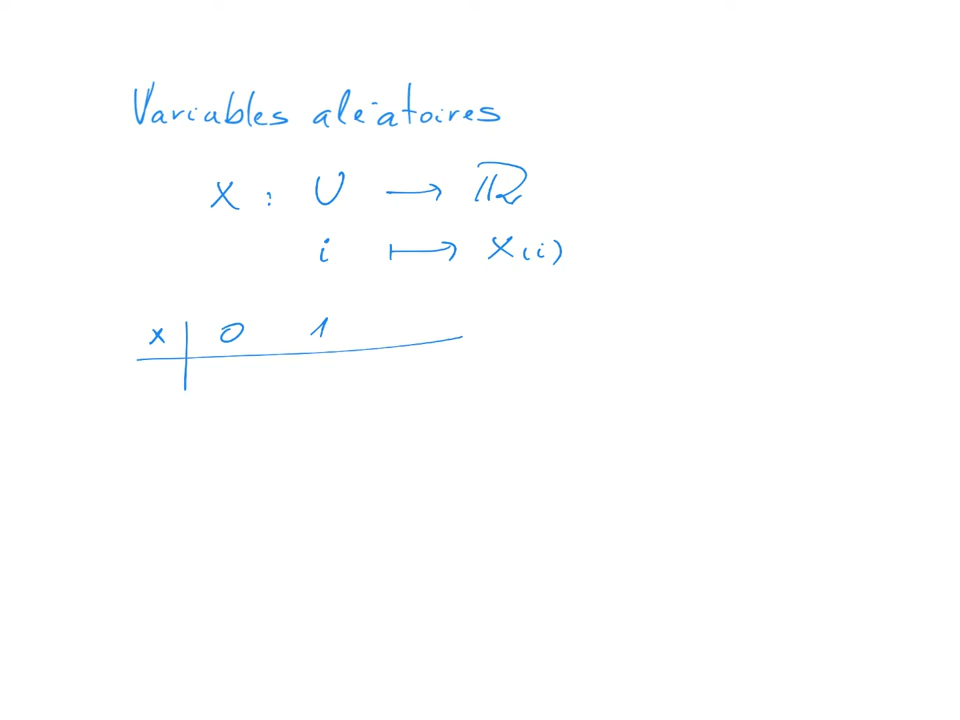 Variables aléatoires
X : U → ℝ
i ↦ X(i)
x | 0 1